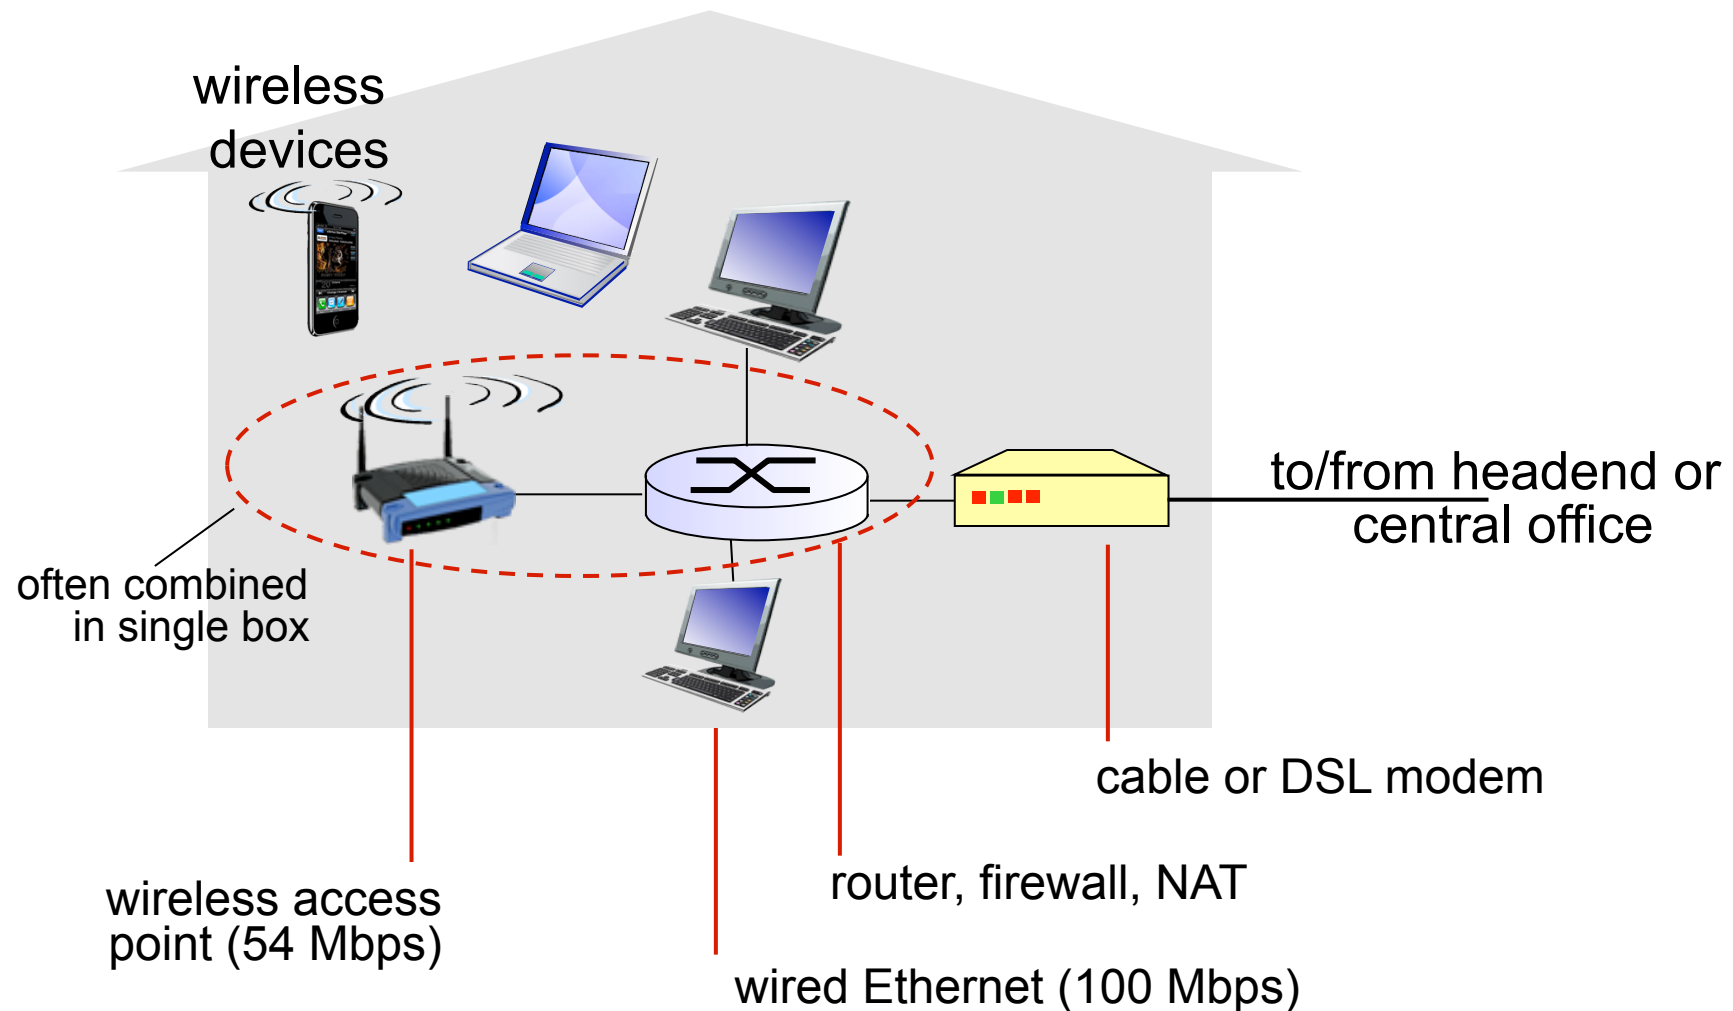 wireless
devices
to/from headend or
central office
often combined
in single box
cable or DSL modem
router, firewall, NAT
wireless access
point (54 Mbps)
wired Ethernet (100 Mbps)